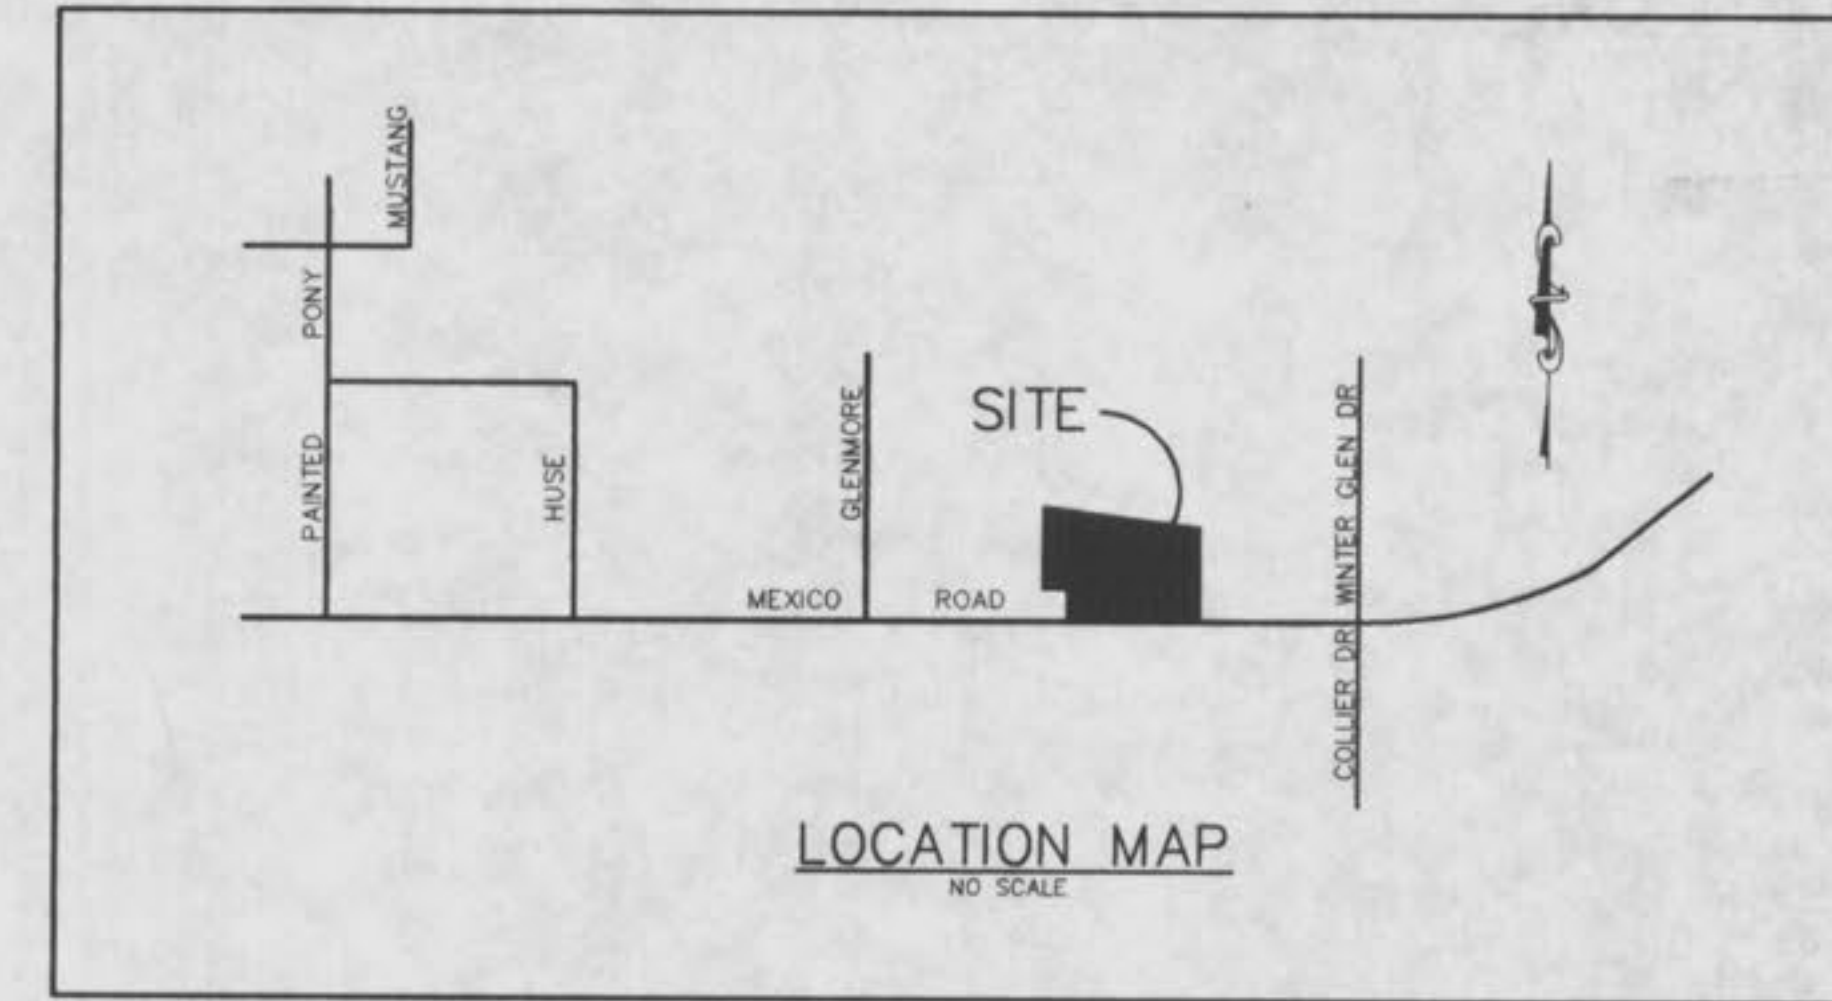 MUSTANG
PAINTED PONY
HUSE
GLENMORE
SITE
WINTER GLEN DR
COLLIER DR
MEXICO ROAD
LOCATION MAP
NO SCALE